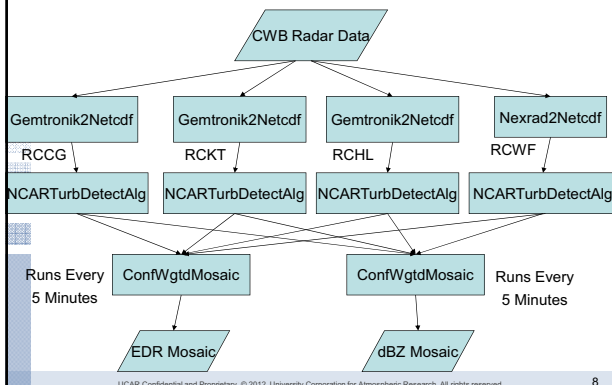 CWB Radar Data
Gemtronik2Netcdf
Gemtronik2Netcdf
Gemtronik2Netcdf
Nexrad2Netcdf
RCCG
RCKT
RCHL
RCWF
NCARTurbDetectAlg
NCARTurbDetectAlg
NCARTurbDetectAlg
NCARTurbDetectAlg
Runs Every
5 Minutes
ConfWgtdMosaic
ConfWgtdMosaic
Runs Every
5 Minutes
EDR Mosaic
dBZ Mosaic
UCAR Confidential and Proprietary. © 2012, University Corporation for Atmospheric Research. All rights reserved.
8